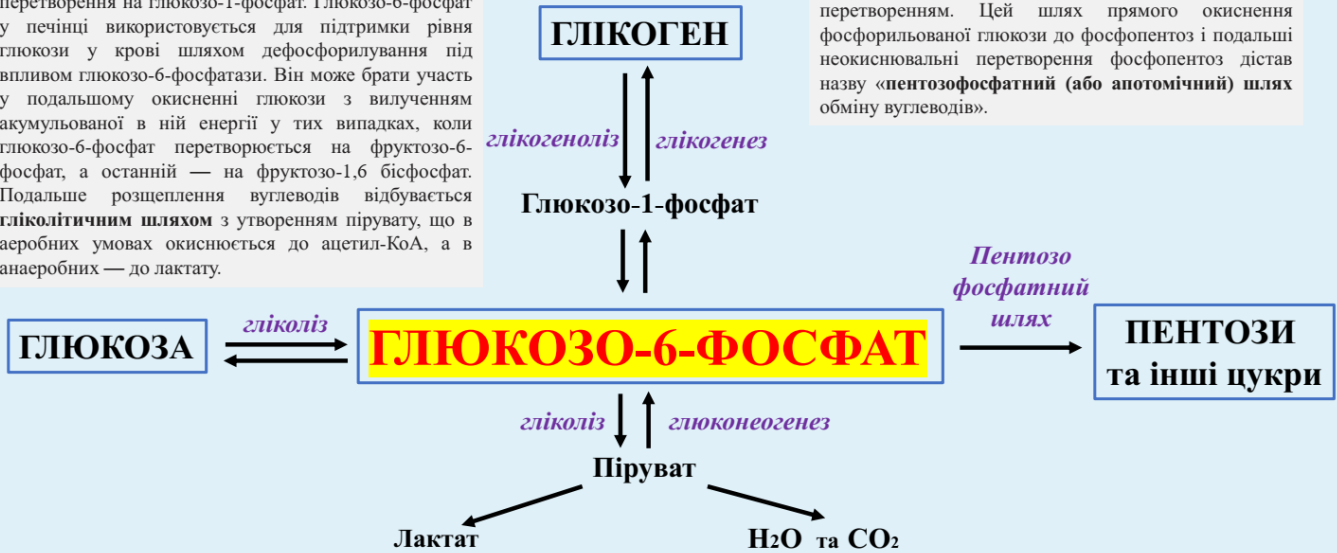 перетворення на глюкозо-1-фосфат. Глюкозо-6-фосфат
у печінці використовується для підтримки рівня
глюкози у крові шляхом дефосфорилування під
впливом глюкозо-6-фосфатази. Він може брати участь
у подальшому окисненні глюкози з вилученням
акумульованої в ній енергії у тих випадках, коли
глюкозо-6-фосфат перетворюється на фруктозо-6-
фосфат, а останній — на фруктозо-1,6 бісфосфат.
Подальше розщеплення вуглеводів відбувається
гліколітичним шляхом з утворенням пірувату, що в
аеробних умовах окиснюється до ацетил-КоА, а в
анаеробних — до лактату.
перетворенням. Цей шлях прямого окиснення
фосфорильованої глюкози до фосфопентоз і подальші
неокиснювальні перетворення фосфопентоз дістав
назву «пентозофосфатний (або апотомічний) шлях
обміну вуглеводів».
ГЛІКОГЕН
глікогеноліз
глікогенез
Глюкозо-1-фосфат
ГЛЮКОЗА
гліколіз
ГЛЮКОЗО-6-ФОСФАТ
Пентозо
фосфатний
шлях
ПЕНТОЗИ
та інші цукри
гліколіз
глюконеогенез
Піруват
Лактат
H2O та CO2